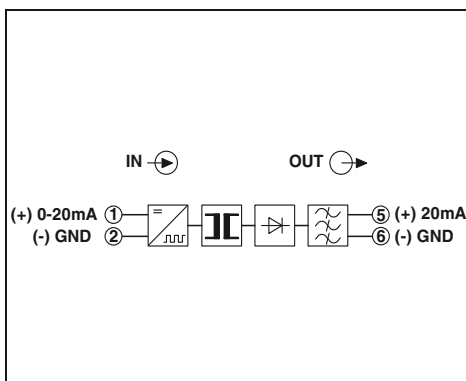 IN OUT
(+) 0-20mA 1 5 (+) 20mA
(-) GND 2 6 (-) GND